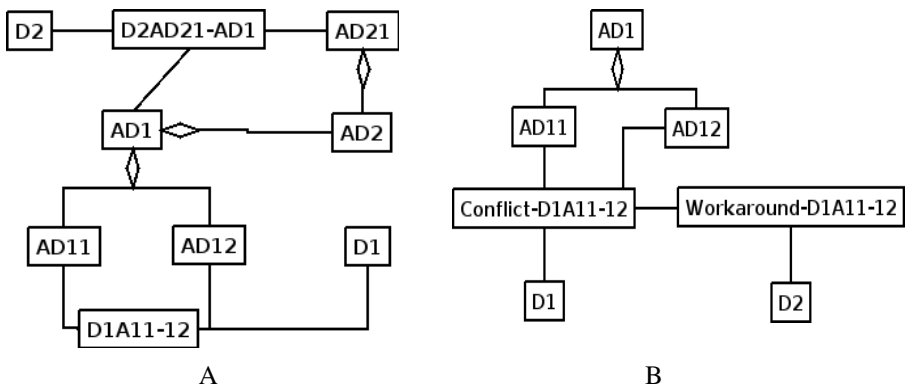 D2
D2AD21-AD1
AD21
AD1
AD2
AD11
AD12
D1
D1A11-12
A
AD1
AD11
AD12
Conflict-D1A11-12
Workaround-D1A11-12
D1
D2
B